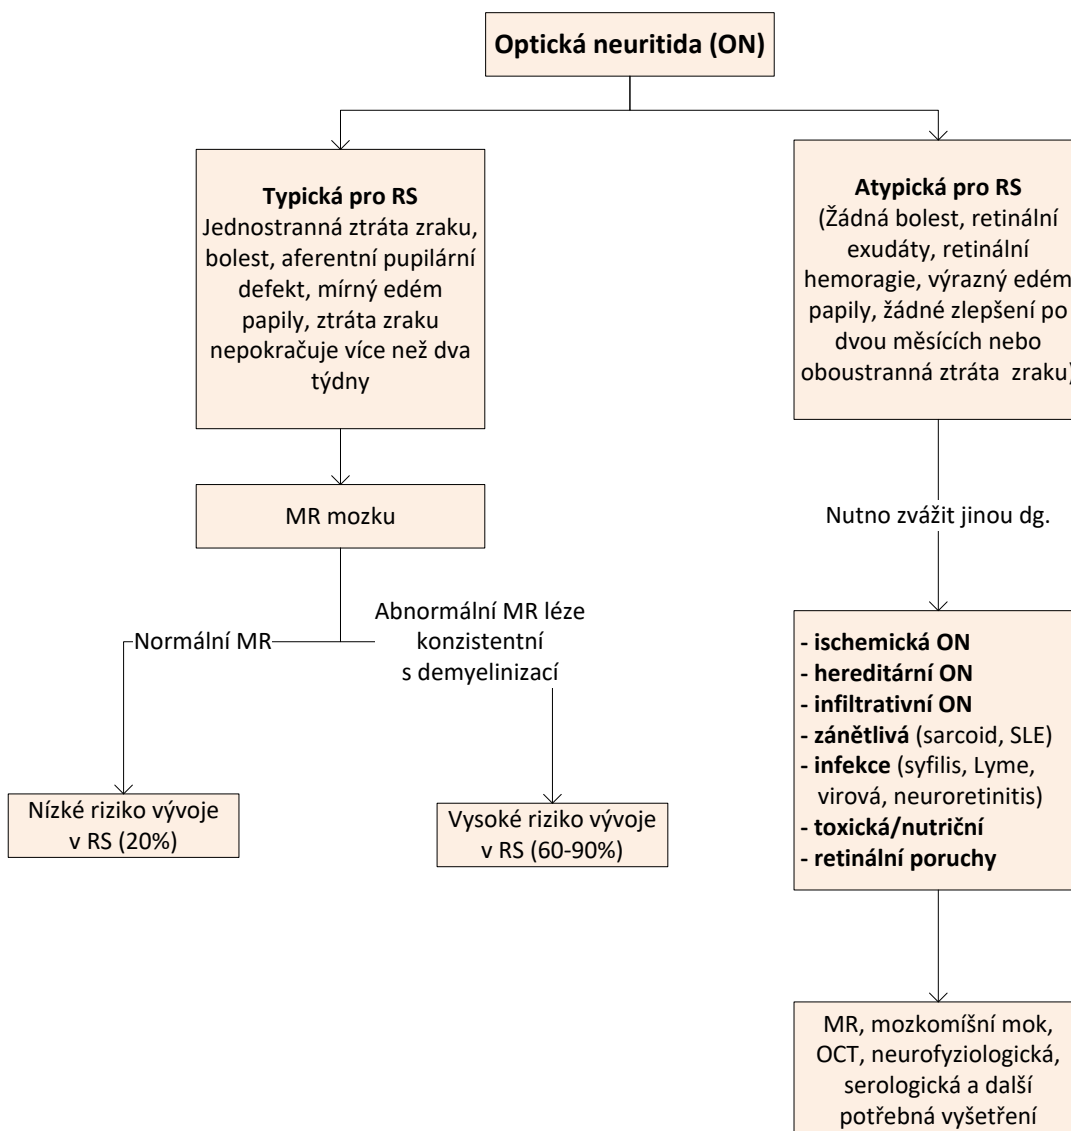 Optická neuritida (ON)
Typická pro RS
Jednostranná ztráta zraku,
bolest, aferentní pupilární
defekt, mírný edém
papily, ztráta zraku
nepokračuje více než dva
týdny
Atypická pro RS
(Žádná bolest, retinální
exudáty, retinální
hemoragie, výrazný edém
papily, žádné zlepšení po
dvou měsících nebo
oboustranná ztráta  zraku)
MR mozku
Nutno zvážit jinou dg.
Normální MR
Abnormální MR léze
konzistentní
s demyelinizací
- ischemická ON
- hereditární ON
- infiltrativní ON
- zánětlivá (sarcoid, SLE)
- infekce (syfilis, Lyme,
virová, neuroretinitis)
- toxická/nutriční
- retinální poruchy
Nízké riziko vývoje
v RS (20%)
Vysoké riziko vývoje
v RS (60-90%)
MR, mozkomíšní mok,
OCT, neurofyziologická,
serologická a další
potřebná vyšetření